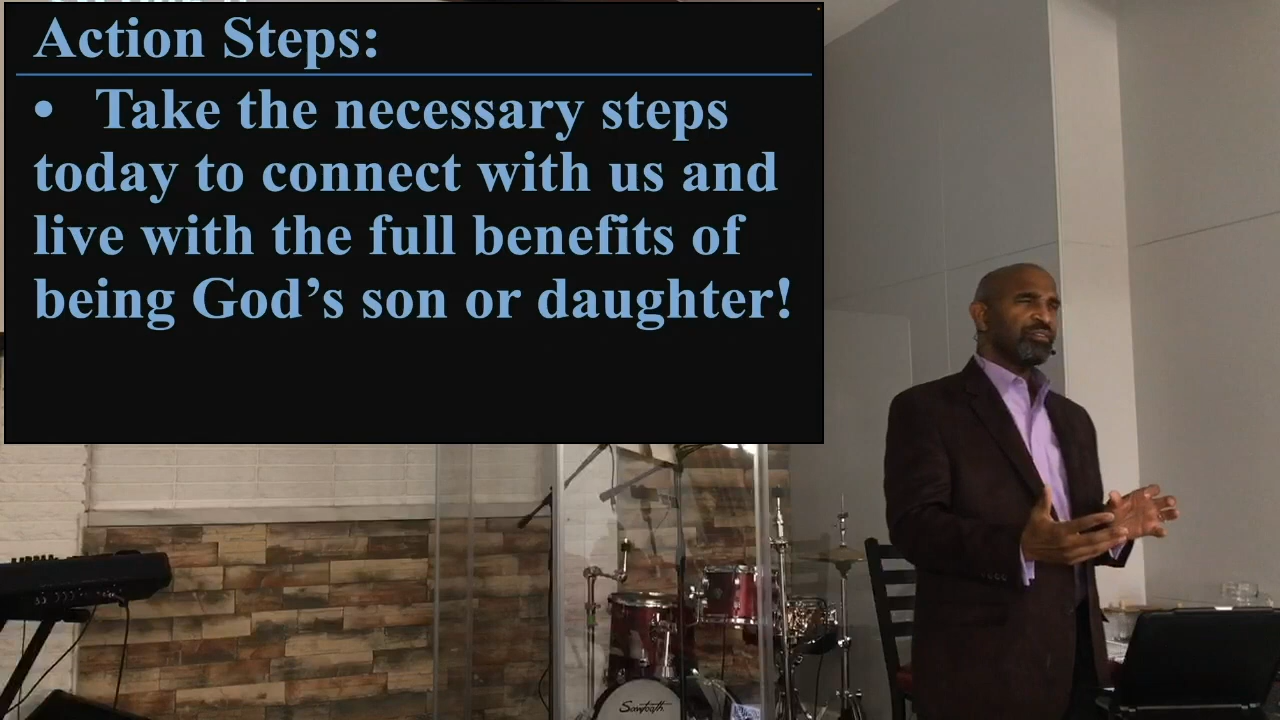 Action Steps:
• Take the necessary steps
today to connect with us and
live with the full benefits of
being God’s son or daughter!
Sawtooth